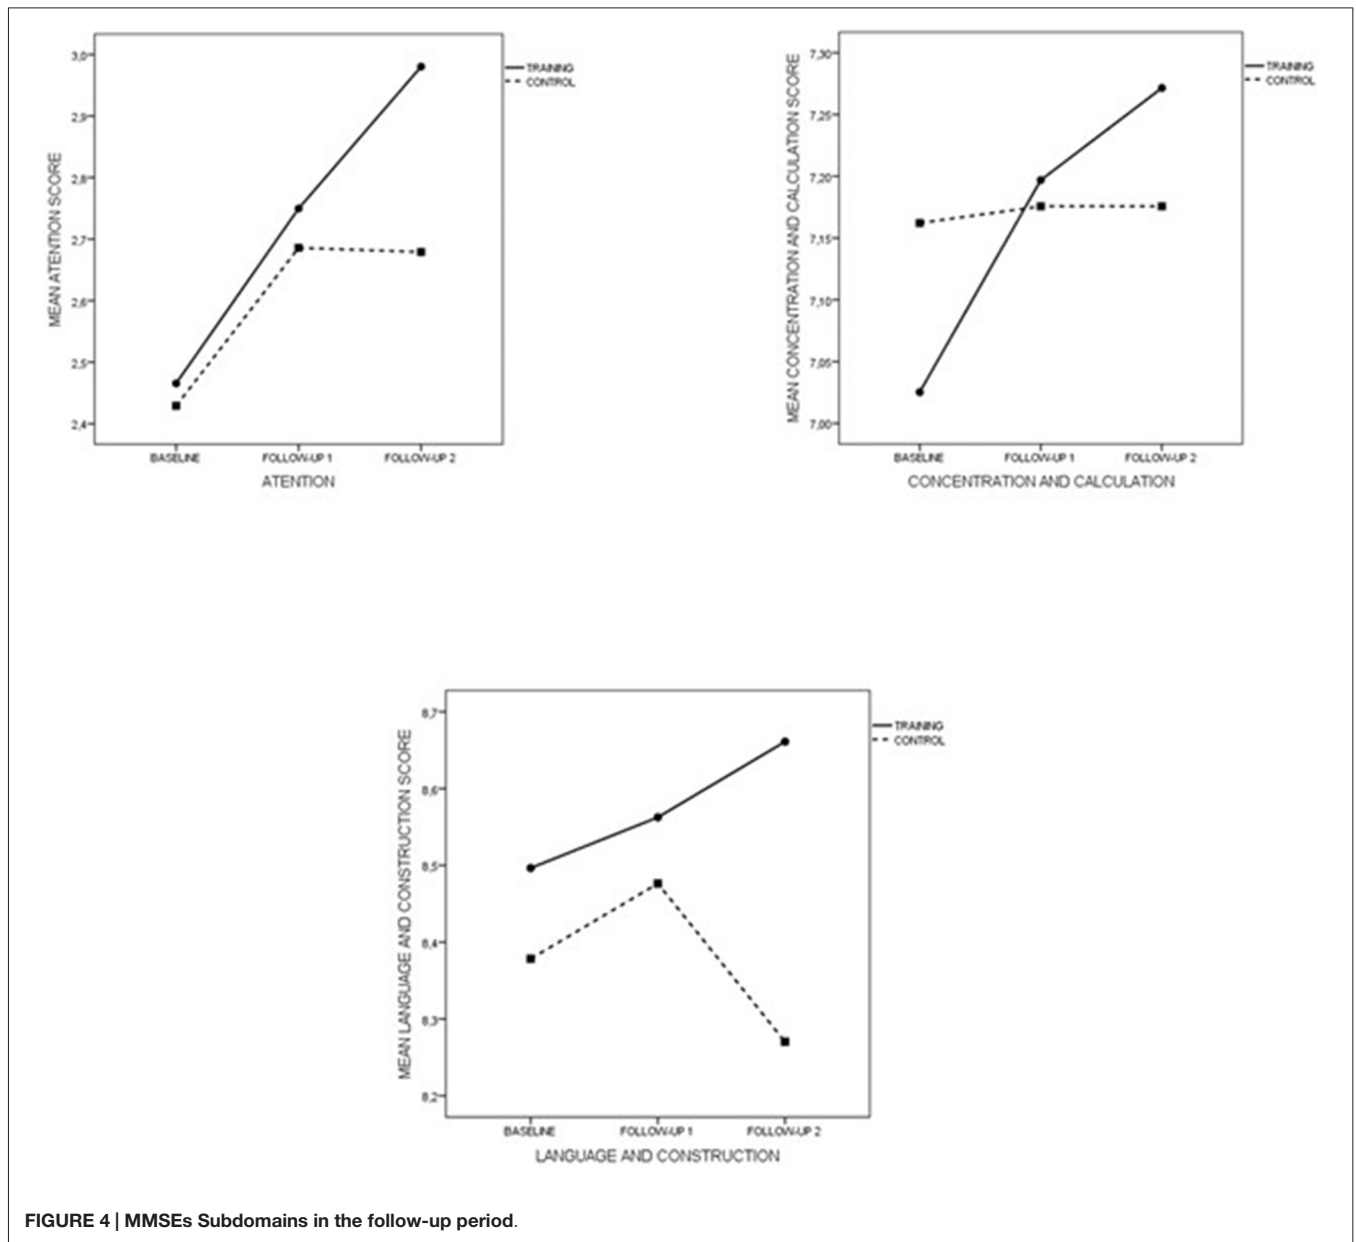 MEAN ATENTION SCORE
3,0
2,9
2,8
2,7
2,6
2,5
2,4
BASELINE
FOLLOW-UP 1
FOLLOW-UP 2
ATENTION
TRAINING
CONTROL
MEAN CONCENTRATION AND CALCULATION SCORE
7,30
7,25
7,20
7,15
7,10
7,05
7,00
BASELINE
FOLLOW-UP 1
FOLLOW-UP 2
CONCENTRATION AND CALCULATION
TRAINING
CONTROL
MEAN LANGUAGE AND CONSTRUCTION SCORE
8,7
8,6
8,5
8,4
8,3
8,2
BASELINE
FOLLOW-UP 1
FOLLOW-UP 2
LANGUAGE AND CONSTRUCTION
TRAINING
CONTROL
FIGURE 4 | MMSEs Subdomains in the follow-up period.